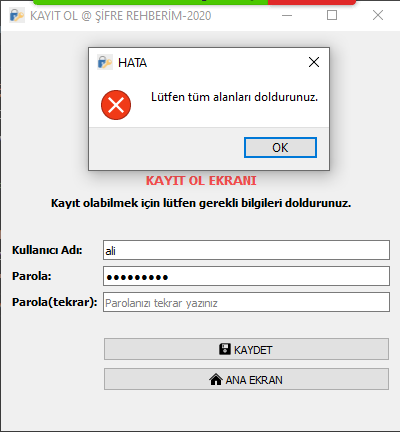 KAYIT OL @ ŞİFRE REHBERİM-2020
HATA
Lütfen tüm alanları doldurunuz.
OK
KAYIT OL EKRANI
Kayıt olabilmek için lütfen gerekli bilgileri doldurunuz.
Kullanıcı Adı: ali
Parola: ●●●●●●●●●
Parola(tekrar): Parolanızı tekrar yazınız
KAYDET
ANA EKRAN